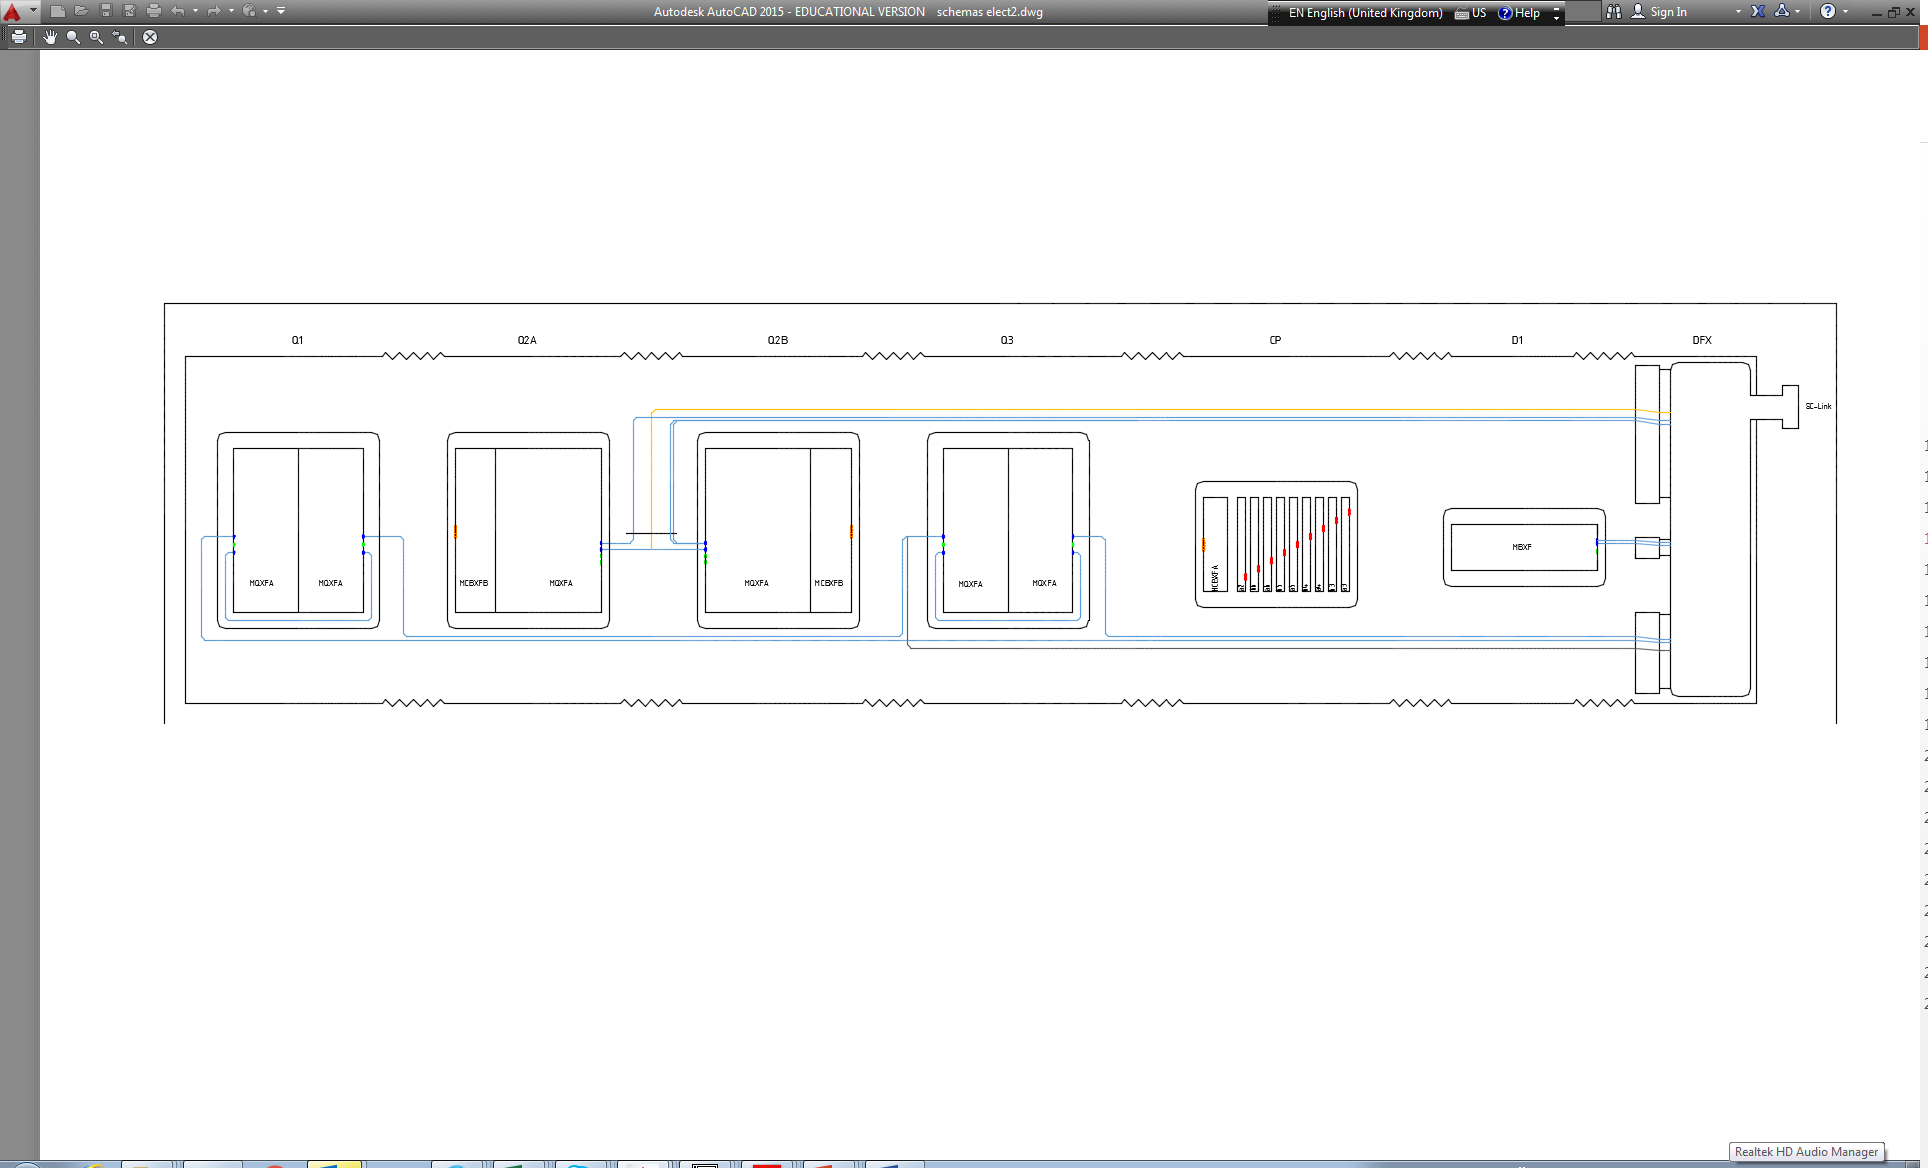 Autodesk AutoCAD 2015 - EDUCATIONAL VERSION schemas elect2.dwg
EN English (United Kingdom) US Help
Sign In
Q1 Q2A Q2B Q3 CP D1 DFX
SC-Link
MBXF
MCBXFA
MQXFA MQXFA MCBXFB MQXFA MQXFA MCBXFB MQXFA MQXFA
Realtek HD Audio Manager